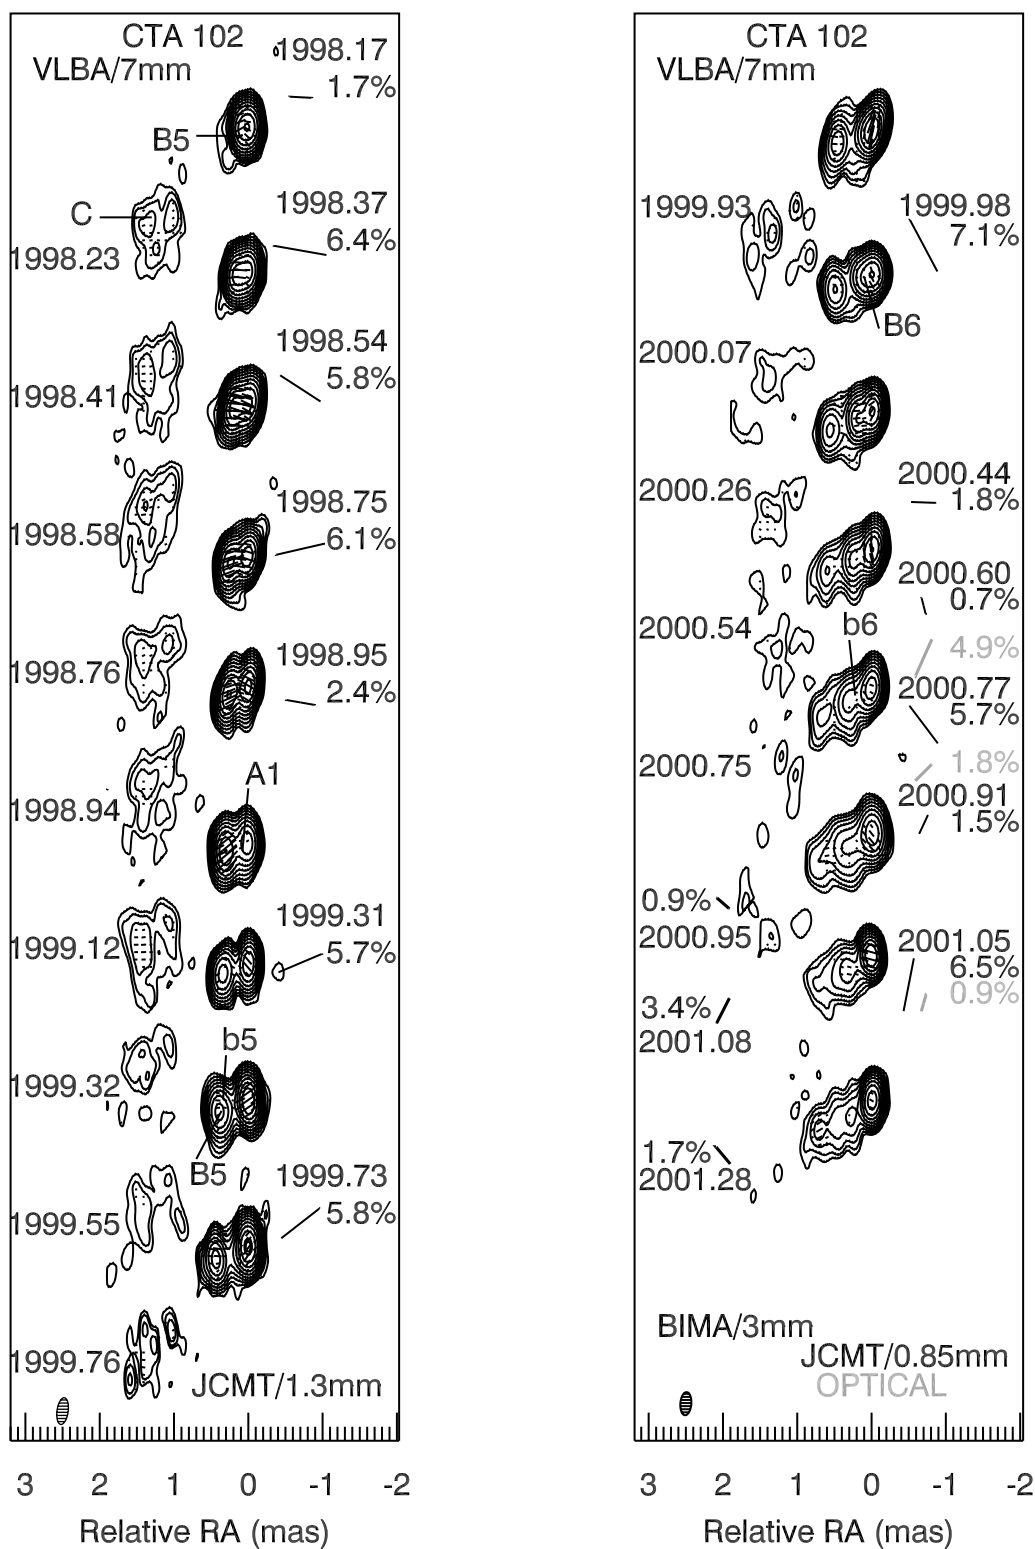 CTA 102
VLBA/7mm
1998.17
1.7%
B5
C
1998.37
6.4%
1998.23
1998.54
5.8%
1998.41
1998.75
6.1%
1998.58
1998.95
2.4%
1998.76
A1
1998.94
1999.31
5.7%
1999.12
b5
1999.32
B5
1999.73
5.8%
1999.55
1999.76
JCMT/1.3mm
3 2 1 0 -1 -2
Relative RA (mas)
CTA 102
VLBA/7mm
1999.93
1999.98
7.1%
B6
2000.07
2000.44
1.8%
2000.26
2000.60
0.7%
b6
2000.54
4.9%
2000.77
5.7%
2000.75
1.8%
2000.91
1.5%
0.9%
2000.95
2001.05
6.5%
0.9%
3.4%
2001.08
1.7%
2001.28
BIMA/3mm
JCMT/0.85mm
OPTICAL
3 2 1 0 -1 -2
Relative RA (mas)